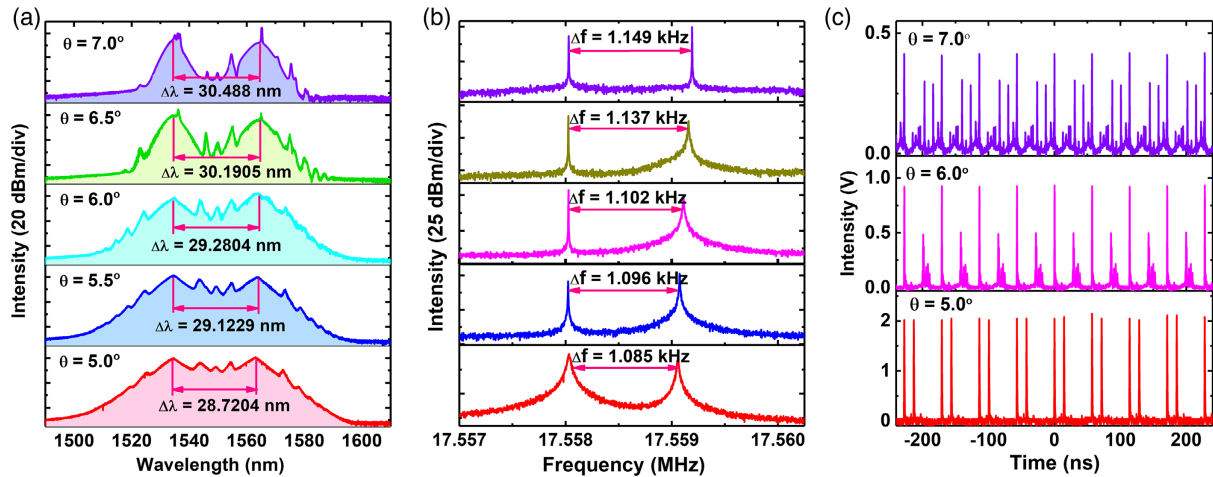 (a)
Intensity (20 dBm/div)
θ = 7.0°
Δλ = 30.488 nm
θ = 6.5°
Δλ = 30.1905 nm
θ = 6.0°
Δλ = 29.2804 nm
θ = 5.5°
Δλ = 29.1229 nm
θ = 5.0°
Δλ = 28.7204 nm
1500 1520 1540 1560 1580 1600
Wavelength (nm)
(b)
Intensity (25 dBm/div)
Δf = 1.149 kHz
Δf = 1.137 kHz
Δf = 1.102 kHz
Δf = 1.096 kHz
Δf = 1.085 kHz
17.557 17.558 17.559 17.560
Frequency (MHz)
(c)
Intensity (V)
θ = 7.0°
0.5
0.0
θ = 6.0°
1.0
0.5
0.0
θ = 5.0°
2
1
0
-200 -100 0 100 200
Time (ns)